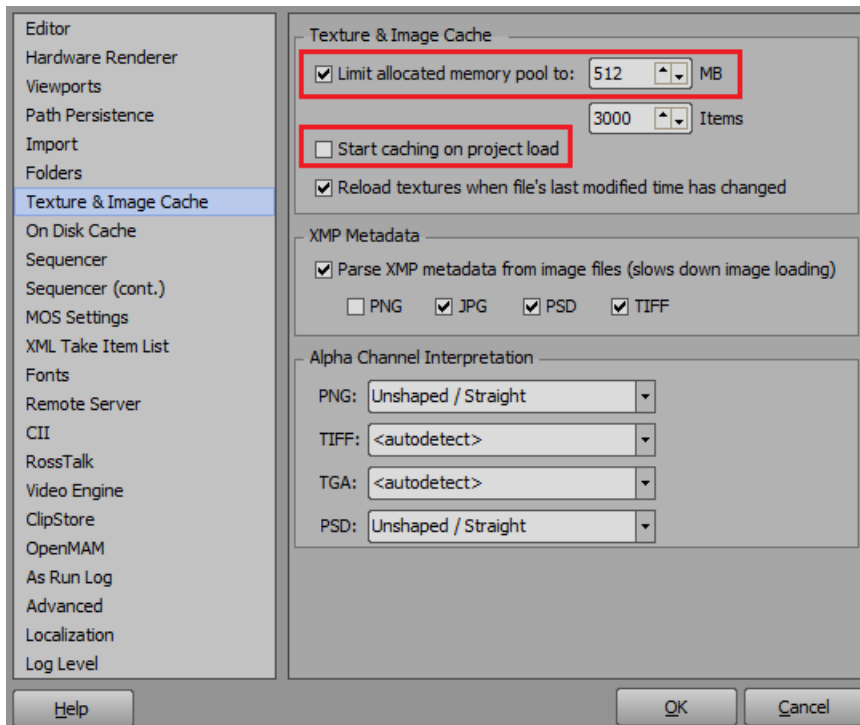 Editor
Hardware Renderer
Viewports
Path Persistence
Import
Folders
Texture & Image Cache
On Disk Cache
Sequencer
Sequencer (cont.)
MOS Settings
XML Take Item List
Fonts
Remote Server
CII
RossTalk
Video Engine
ClipStore
OpenMAM
As Run Log
Advanced
Localization
Log Level
Texture & Image Cache
Limit allocated memory pool to: 512 MB
3000 Items
Start caching on project load
Reload textures when file's last modified time has changed
XMP Metadata
Parse XMP metadata from image files (slows down image loading)
PNG JPG PSD TIFF
Alpha Channel Interpretation
PNG: Unshaped / Straight
TIFF: <autodetect>
TGA: <autodetect>
PSD: Unshaped / Straight
Help OK Cancel